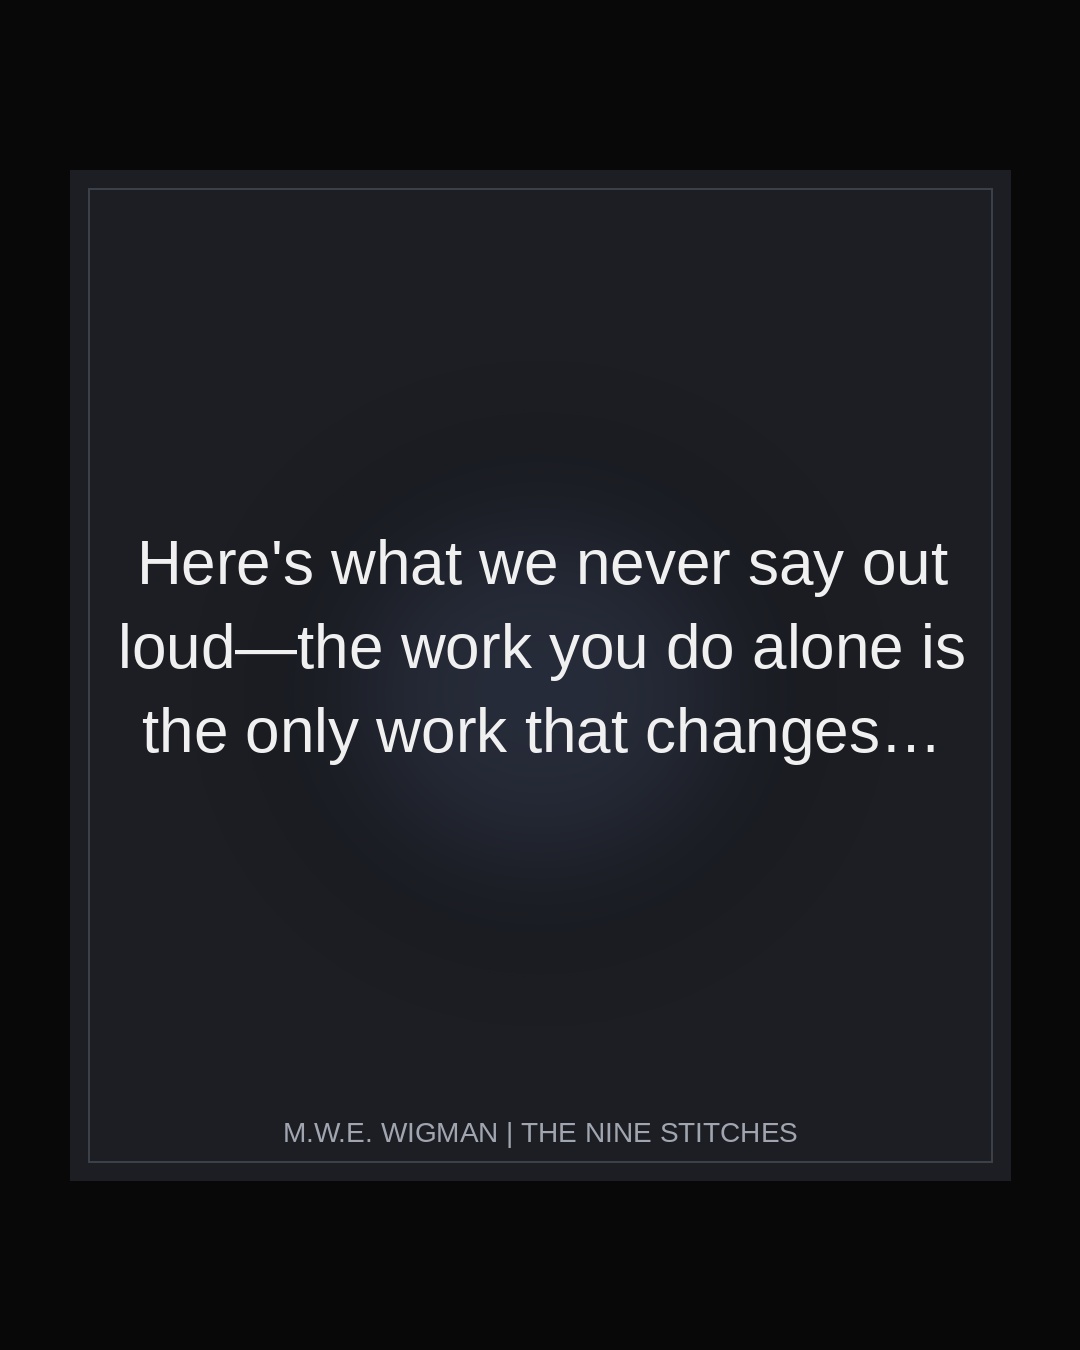 Here's what we never say out
loud—the work you do alone is
the only work that changes…
M.W.E. WIGMAN | THE NINE STITCHES